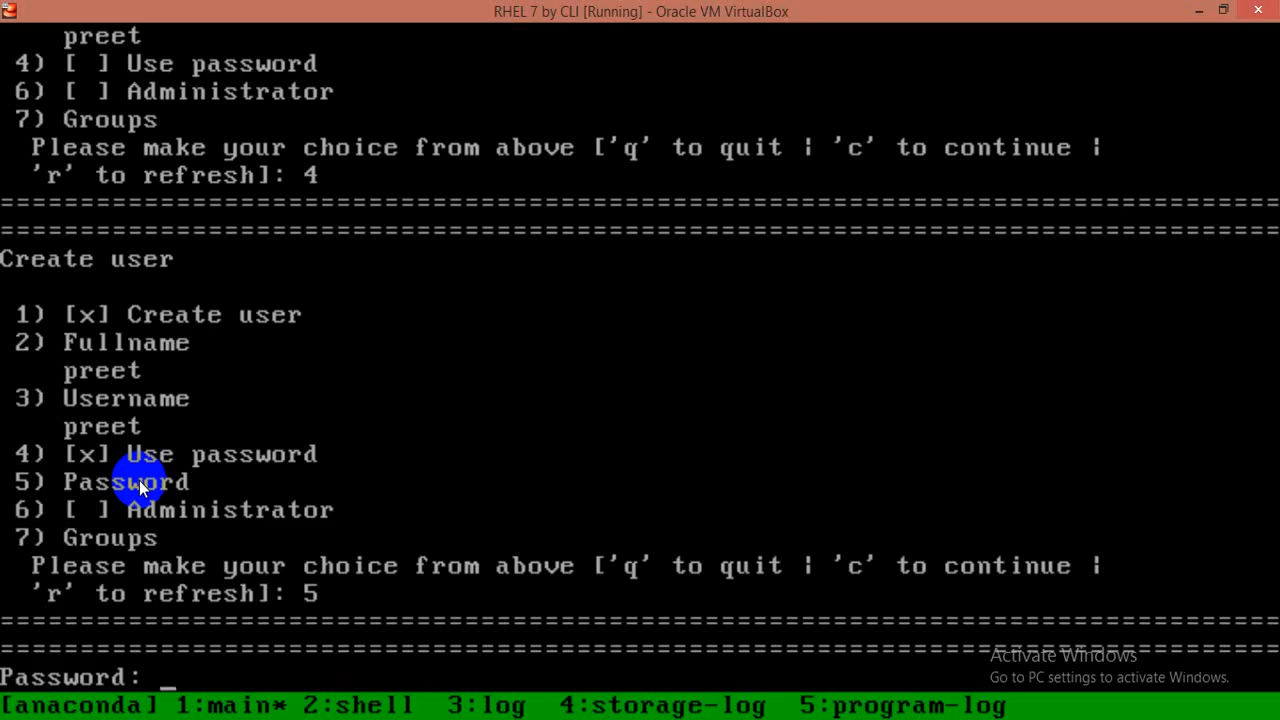 RHEL 7 by CLI [Running] - Oracle VM VirtualBox
preet
4) [ ] Use password
6) [ ] Administrator
7) Groups
Please make your choice from above ['q' to quit | 'c' to continue |
'r' to refresh]: 4
================================================================================
================================================================================
Create user
1) [x] Create user
2) Fullname
preet
3) Username
preet
4) [x] Use password
5) Password
6) [ ] Administrator
7) Groups
Please make your choice from above ['q' to quit | 'c' to continue |
'r' to refresh]: 5
================================================================================
================================================================================
Activate Windows
Password: _
Go to PC settings to activate Windows.
[anaconda] 1:main* 2:shell  3:log  4:storage-log  5:program-log